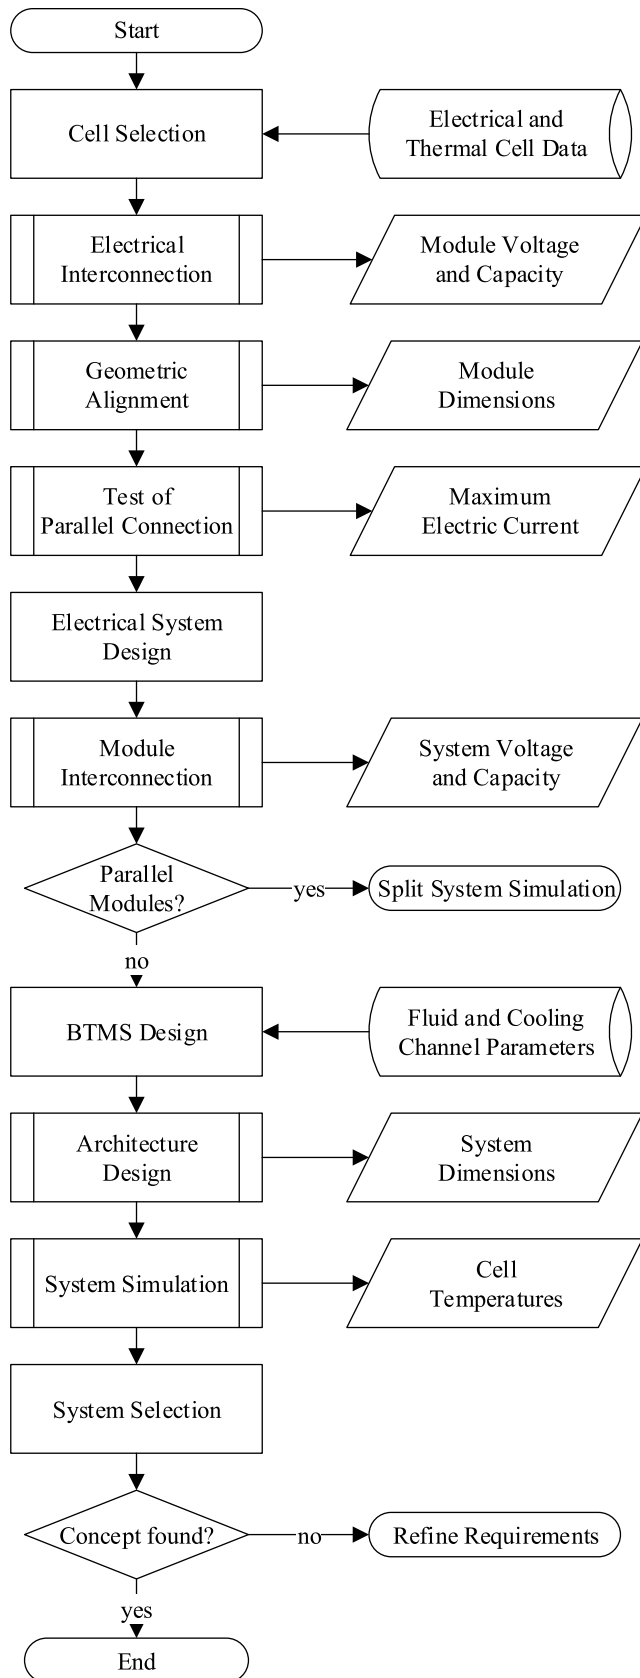 Start
Cell Selection
Electrical and
Thermal Cell Data
Electrical
Interconnection
Module Voltage
and Capacity
Geometric
Alignment
Module
Dimensions
Test of
Parallel Connection
Maximum
Electric Current
Electrical System
Design
Module
Interconnection
System Voltage
and Capacity
Parallel
Modules?
yes
Split System Simulation
no
BTMS Design
Fluid and Cooling
Channel Parameters
Architecture
Design
System
Dimensions
System Simulation
Cell
Temperatures
System Selection
Concept found?
no
Refine Requirements
yes
End